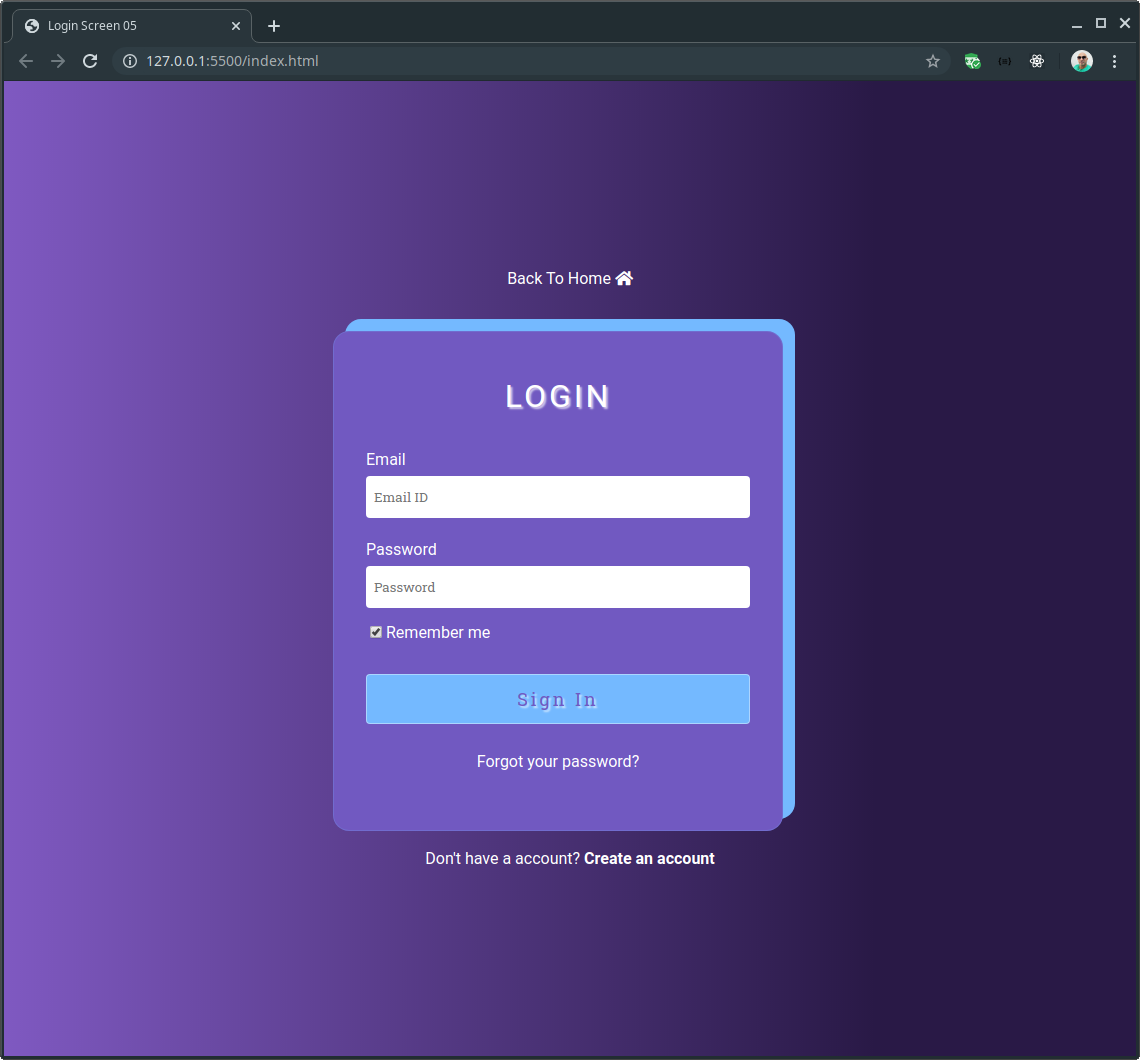 Login Screen 05
127.0.0.1:5500/index.html
Back To Home
LOGIN
Email
Email ID
Password
Password
Remember me
Sign In
Forgot your password?
Don't have a account? Create an account